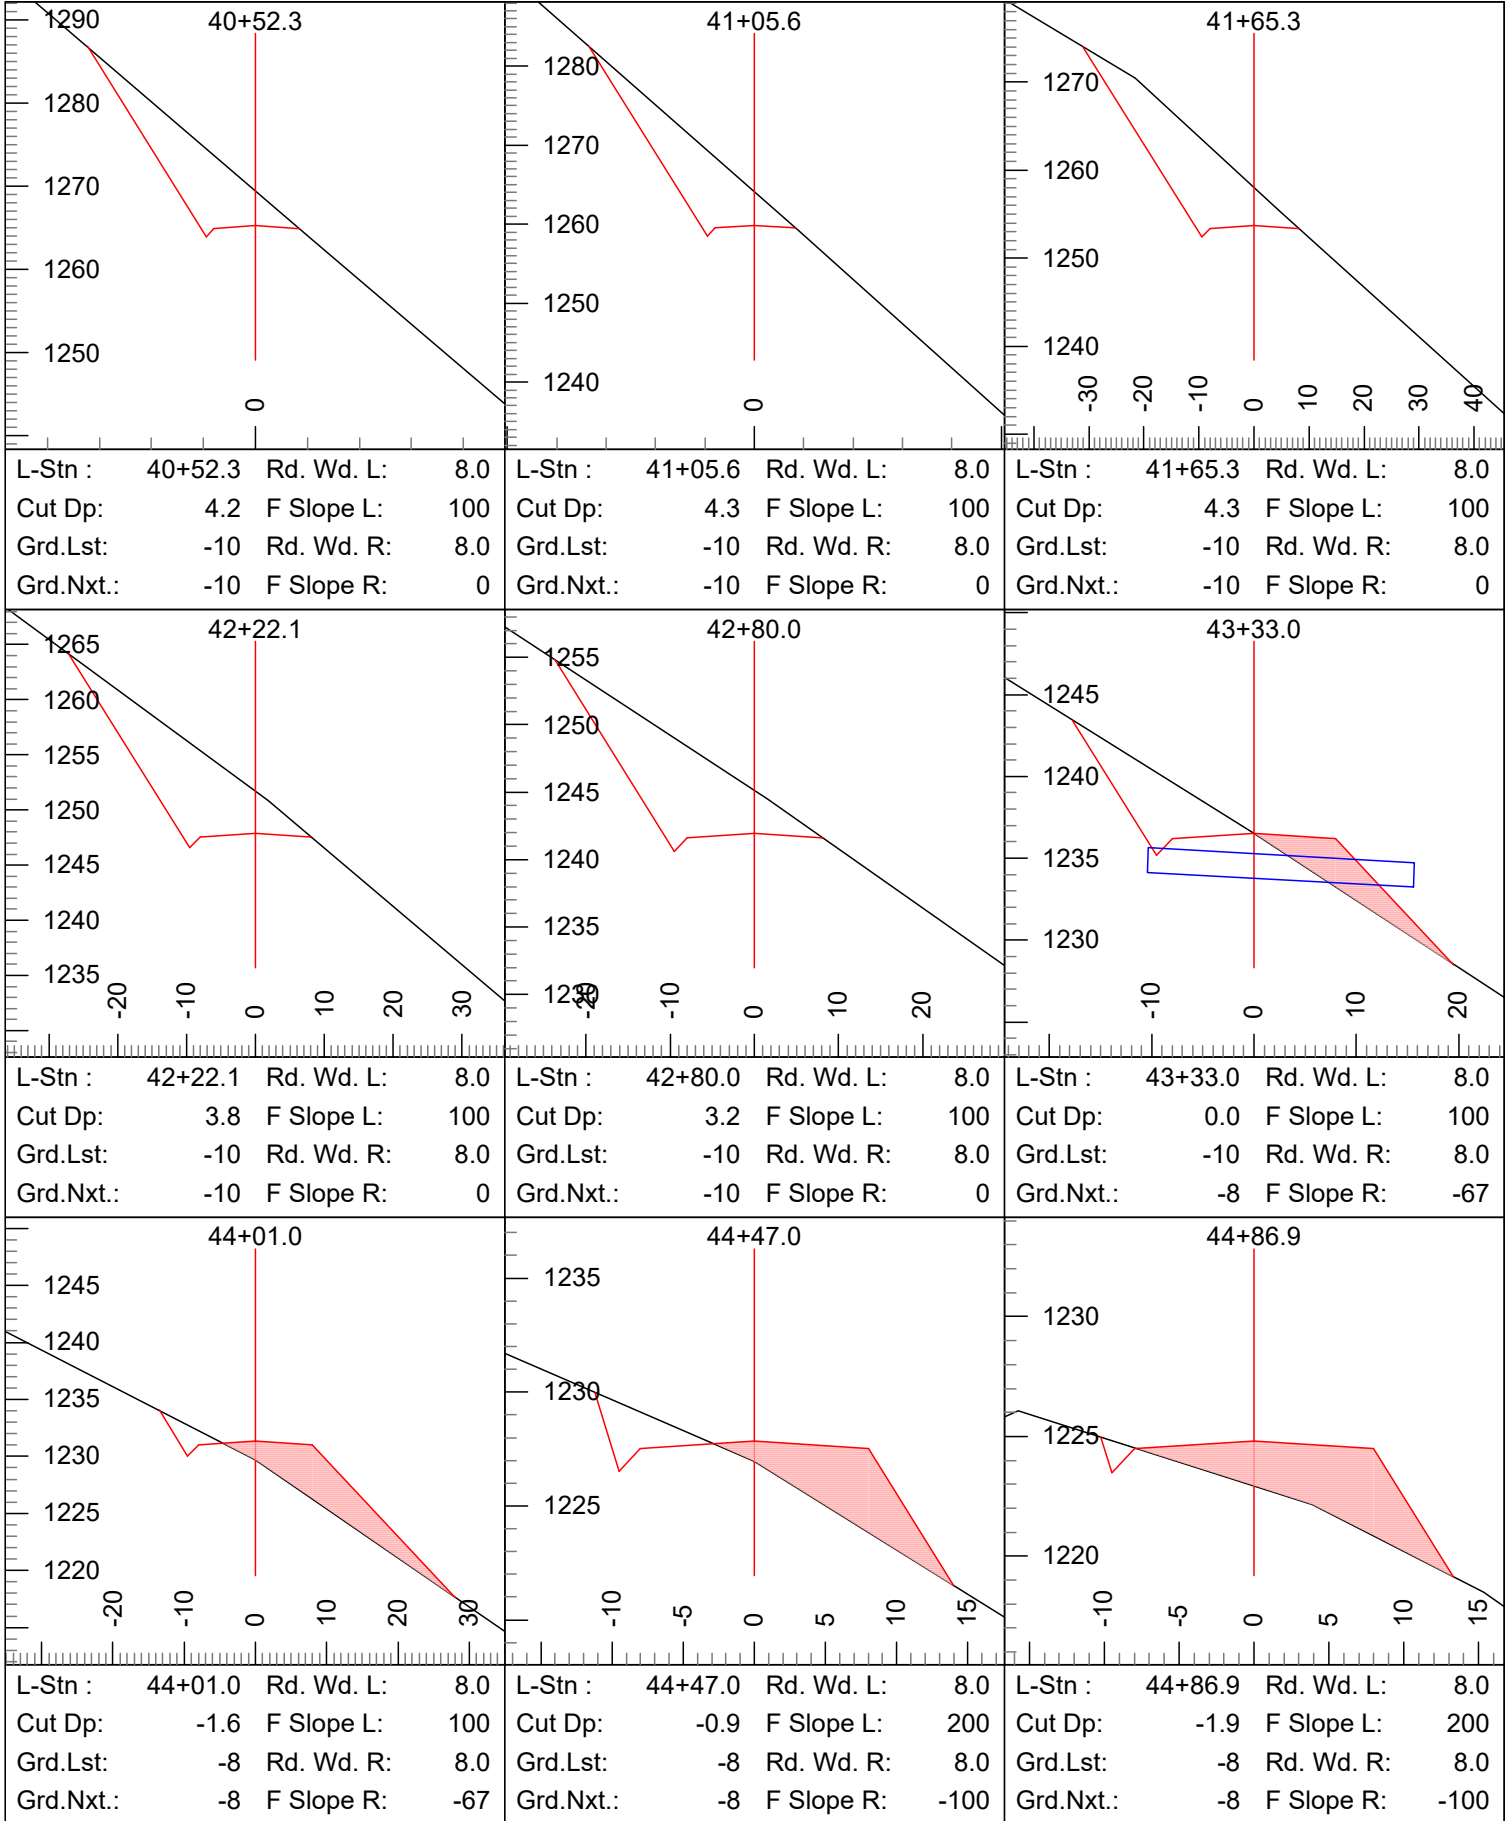 40+52.3
1290
1280
1270
1260
1250
0
L-Stn : 40+52.3 Rd. Wd. L: 8.0
Cut Dp: 4.2 F Slope L: 100
Grd.Lst: -10 Rd. Wd. R: 8.0
Grd.Nxt.: -10 F Slope R: 0
41+05.6
1280
1270
1260
1250
1240
0
L-Stn : 41+05.6 Rd. Wd. L: 8.0
Cut Dp: 4.3 F Slope L: 100
Grd.Lst: -10 Rd. Wd. R: 8.0
Grd.Nxt.: -10 F Slope R: 0
41+65.3
1270
1260
1250
1240
-30 -20 -10 0 10 20 30 40
L-Stn : 41+65.3 Rd. Wd. L: 8.0
Cut Dp: 4.3 F Slope L: 100
Grd.Lst: -10 Rd. Wd. R: 8.0
Grd.Nxt.: -10 F Slope R: 0
42+22.1
1265
1260
1255
1250
1245
1240
1235
-20 -10 0 10 20 30
L-Stn : 42+22.1 Rd. Wd. L: 8.0
Cut Dp: 3.8 F Slope L: 100
Grd.Lst: -10 Rd. Wd. R: 8.0
Grd.Nxt.: -10 F Slope R: 0
42+80.0
1255
1250
1245
1240
1235
1230
-20 -10 0 10 20
L-Stn : 42+80.0 Rd. Wd. L: 8.0
Cut Dp: 3.2 F Slope L: 100
Grd.Lst: -10 Rd. Wd. R: 8.0
Grd.Nxt.: -10 F Slope R: 0
43+33.0
1245
1240
1235
1230
-10 0 10 20
L-Stn : 43+33.0 Rd. Wd. L: 8.0
Cut Dp: 0.0 F Slope L: 100
Grd.Lst: -10 Rd. Wd. R: 8.0
Grd.Nxt.: -8 F Slope R: -67
44+01.0
1245
1240
1235
1230
1225
1220
-20 -10 0 10 20 30
L-Stn : 44+01.0 Rd. Wd. L: 8.0
Cut Dp: -1.6 F Slope L: 100
Grd.Lst: -8 Rd. Wd. R: 8.0
Grd.Nxt.: -8 F Slope R: -67
44+47.0
1235
1230
1225
-10 -5 0 5 10 15
L-Stn : 44+47.0 Rd. Wd. L: 8.0
Cut Dp: -0.9 F Slope L: 200
Grd.Lst: -8 Rd. Wd. R: 8.0
Grd.Nxt.: -8 F Slope R: -100
44+86.9
1230
1225
1220
-10 -5 0 5 10 15
L-Stn : 44+86.9 Rd. Wd. L: 8.0
Cut Dp: -1.9 F Slope L: 200
Grd.Lst: -8 Rd. Wd. R: 8.0
Grd.Nxt.: -8 F Slope R: -100